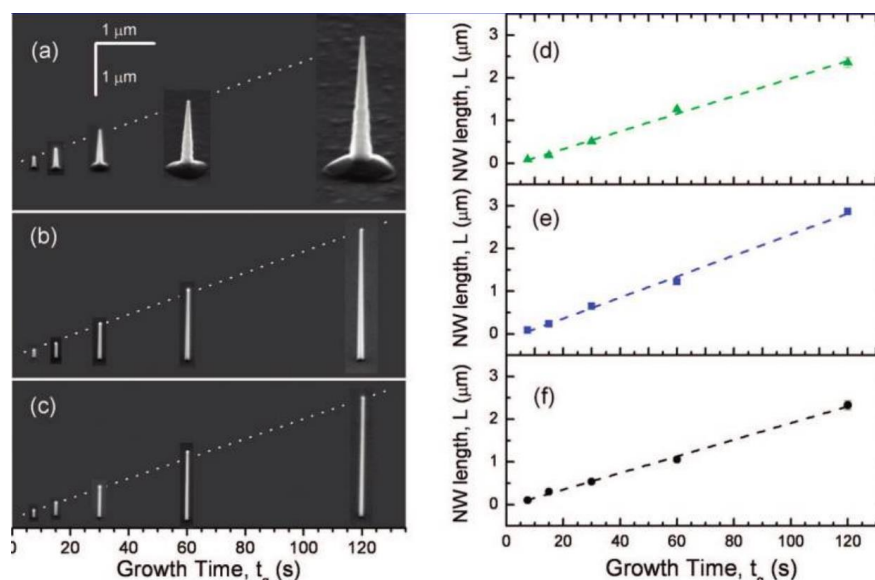 (a)
1 μm
1 μm
(b)
(c)
0 20 40 60 80 100 120
Growth Time, t (s)
NW length, L (μm)
3
2
1
0
(d)
NW length, L (μm)
3
2
1
0
(e)
NW length, L (μm)
3
2
1
0
(f)
0 20 40 60 80 100 120
Growth Time, t (s)